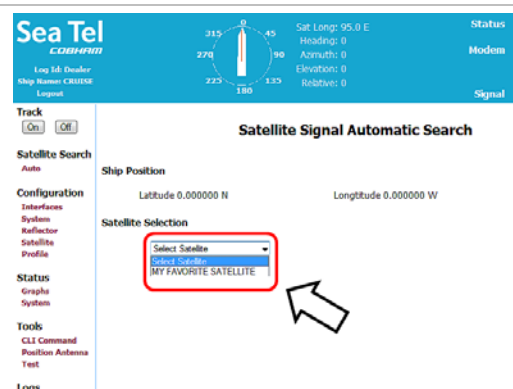 Sea Tel
COBHAM
Log Id: Dealer
Ship Name: CRUISE
Logout
0
45
90
135
180
225
270
315
Sat Long: 95.0 E
Heading: 0
Azimuth: 0
Elevation: 0
Relative: 0
Status
Modem
Signal
Track
On Off
Satellite Search
Auto
Configuration
Interfaces
System
Reflector
Satellite
Profile
Status
Graphs
System
Tools
CLI Command
Position Antenna
Test
Logs
Satellite Signal Automatic Search
Ship Position
Latitude 0.000000 N Longtitude 0.000000 W
Satellite Selection
Select Satellite
Select Satellite
MY FAVORITE SATELLITE